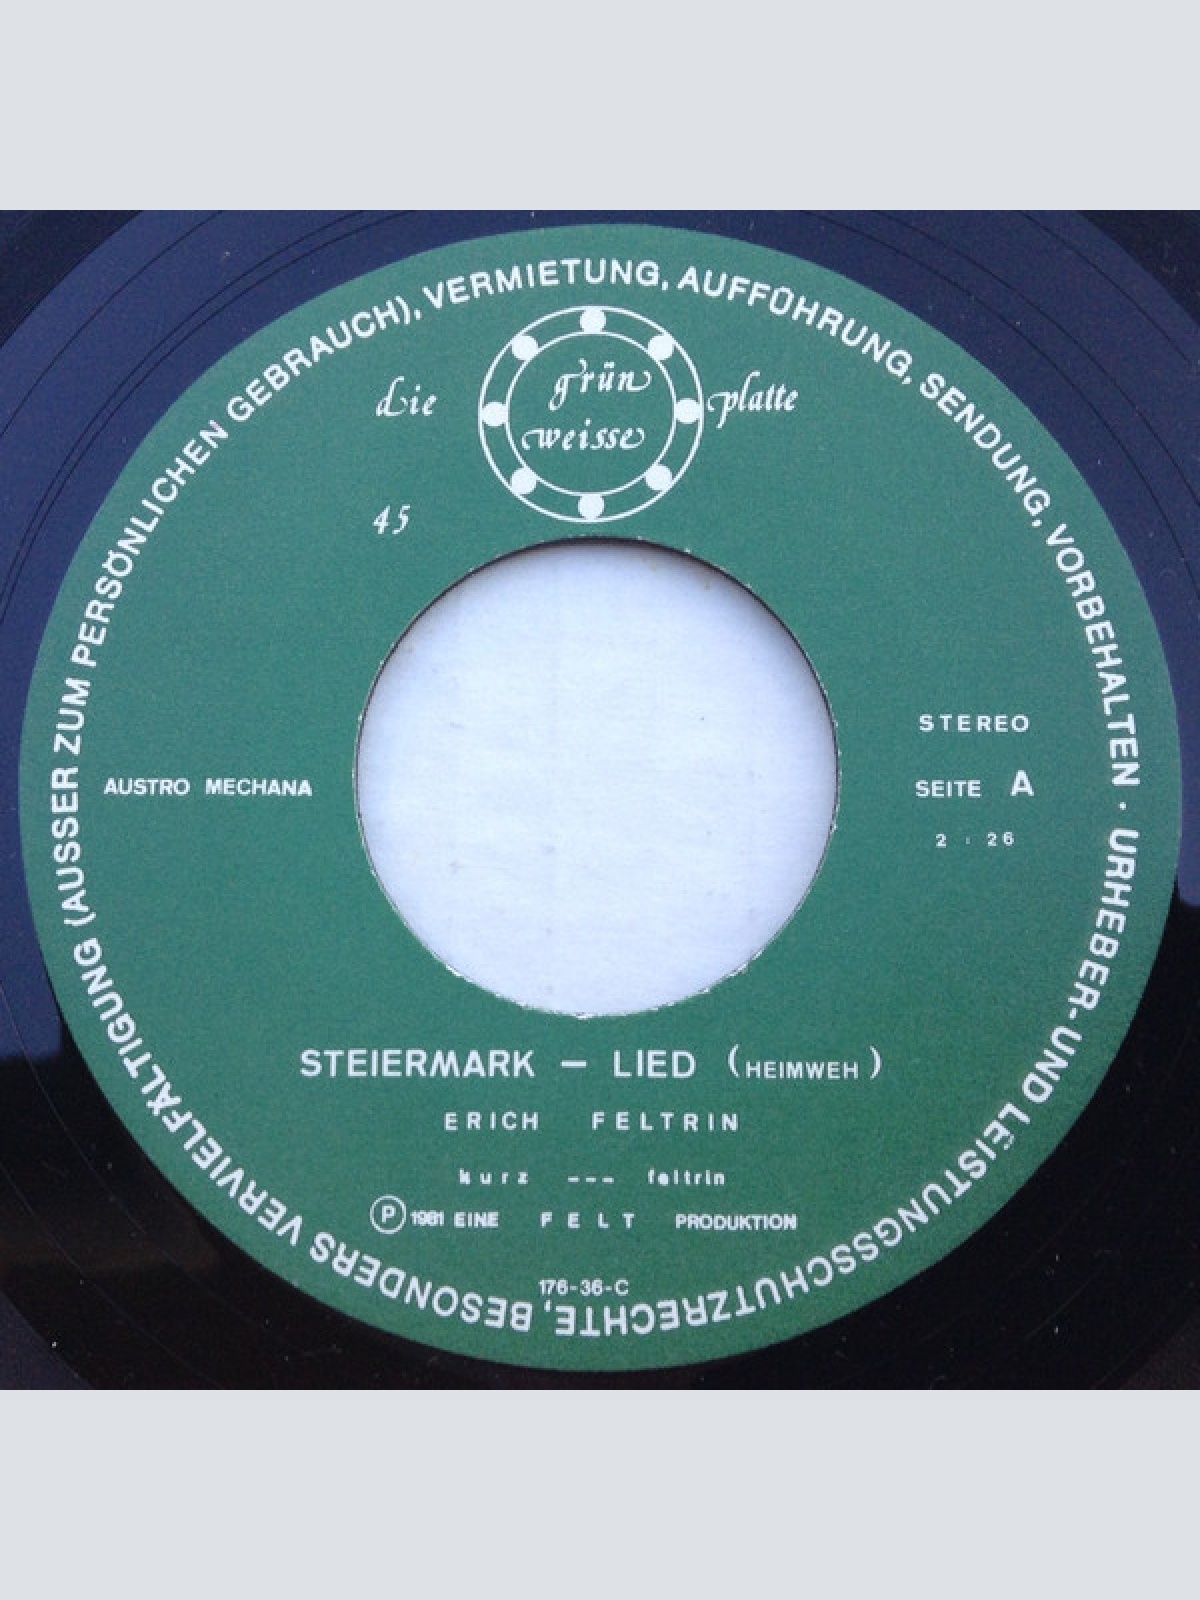 URHEBER-UND LEISTUNGSSCHUTZRECHTE, BESONDERS VERVIELFÄLTIGUNG (AUSSER ZUM PERSÖNLICHEN GEBRAUCH), VERMIETUNG, AUFFÜHRUNG, SENDUNG, VORBEHALTEN ·
die grün weisse platte
45
STEREO
AUSTRO MECHANA
SEITE A
2 : 26
STEIERMARK – LIED (HEIMWEH)
ERICH FELTRIN
kurz --- feltrin
Ⓟ 1981 EINE FELT PRODUKTION
176-36-C